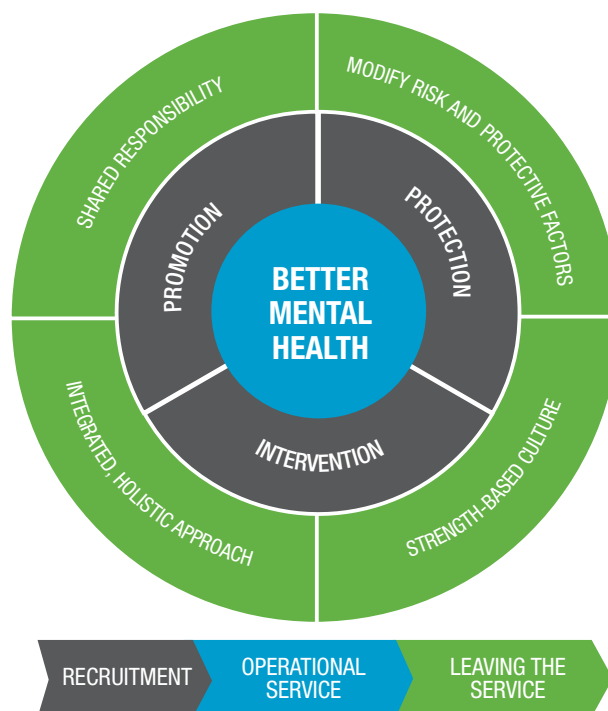 SHARED RESPONSIBILITY
MODIFY RISK AND PROTECTIVE FACTORS
PROMOTION
PROTECTION
BETTER
MENTAL
HEALTH
INTERVENTION
INTEGRATED, HOLISTIC APPROACH
STRENGTH-BASED CULTURE
RECRUITMENT
OPERATIONAL
SERVICE
LEAVING THE
SERVICE